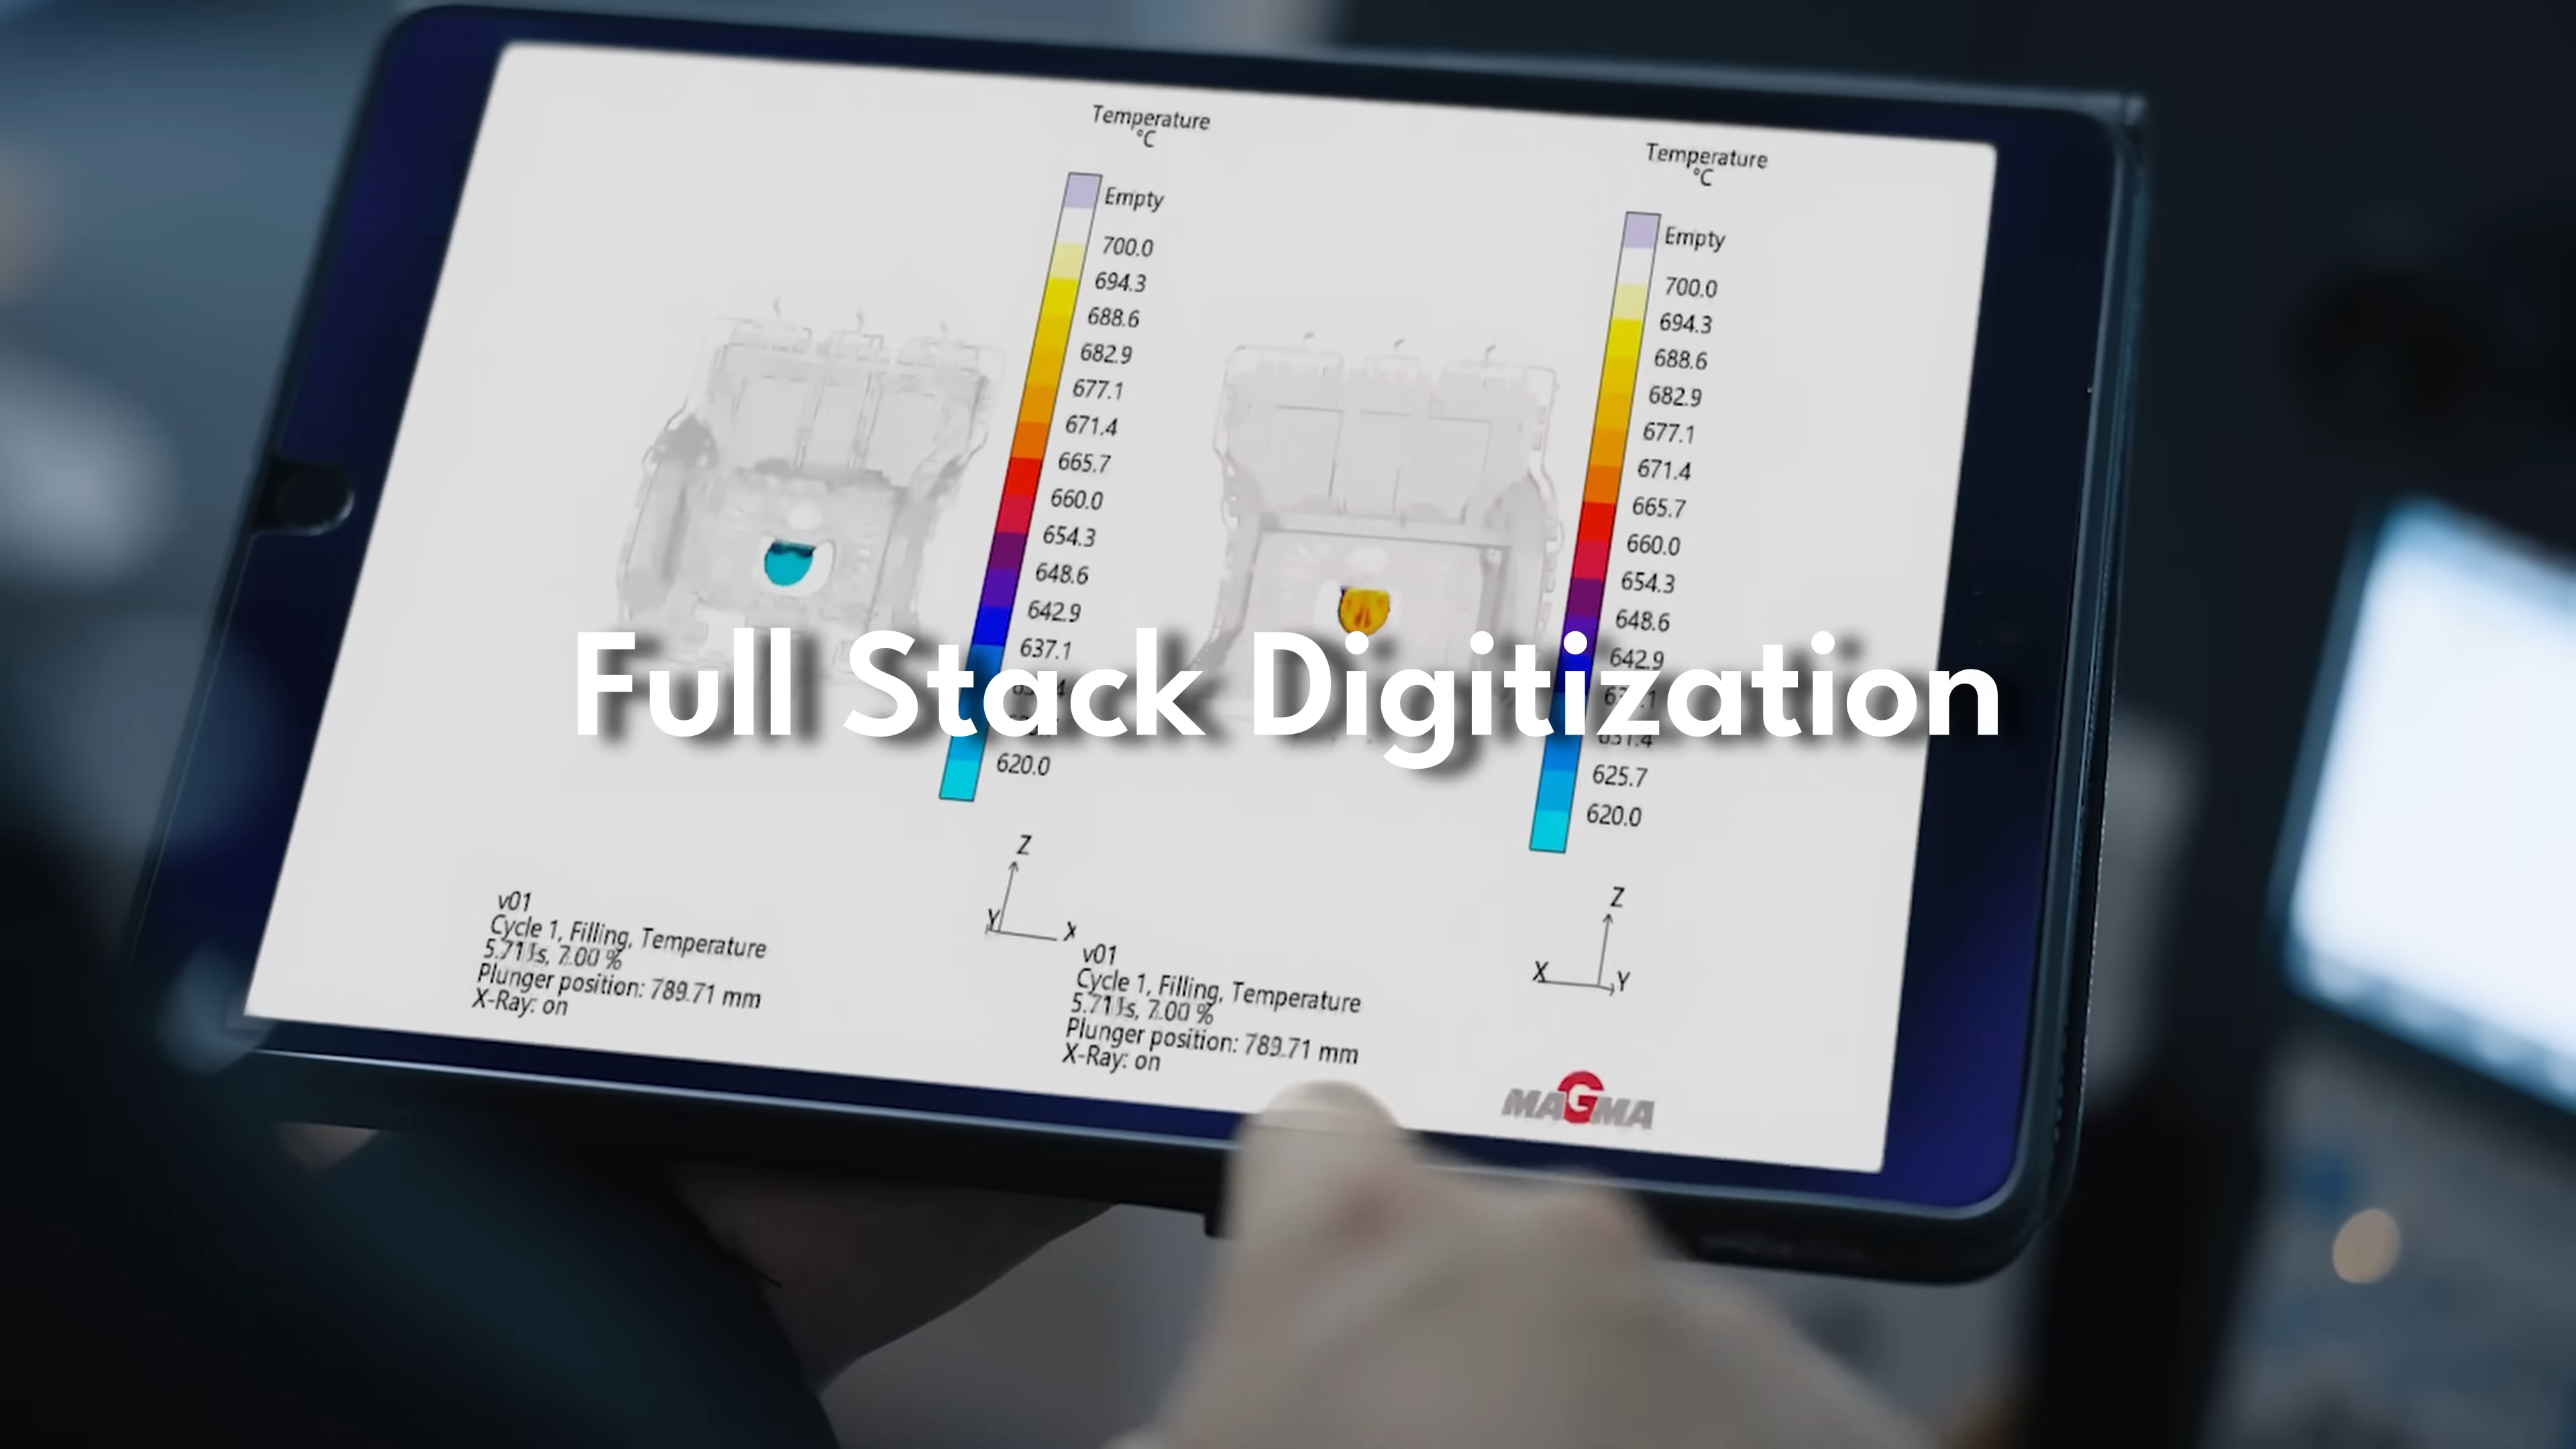 Temperature
°C
Empty
700.0
694.3
688.6
682.9
677.1
671.4
665.7
660.0
654.3
648.6
642.9
637.1
620.0
Z
Y
X
v01
Cycle 1, Filling, Temperature
7.00 %
Plunger position: 789.71 mm
X-Ray: on
Temperature
°C
Empty
700.0
694.3
688.6
682.9
677.1
671.4
665.7
660.0
654.3
648.6
642.9
631.4
625.7
620.0
Z
X
Y
v01
Cycle 1, Filling, Temperature
7.00 %
Plunger position: 789.71 mm
X-Ray: on
MAGMA
Full Stack Digitization